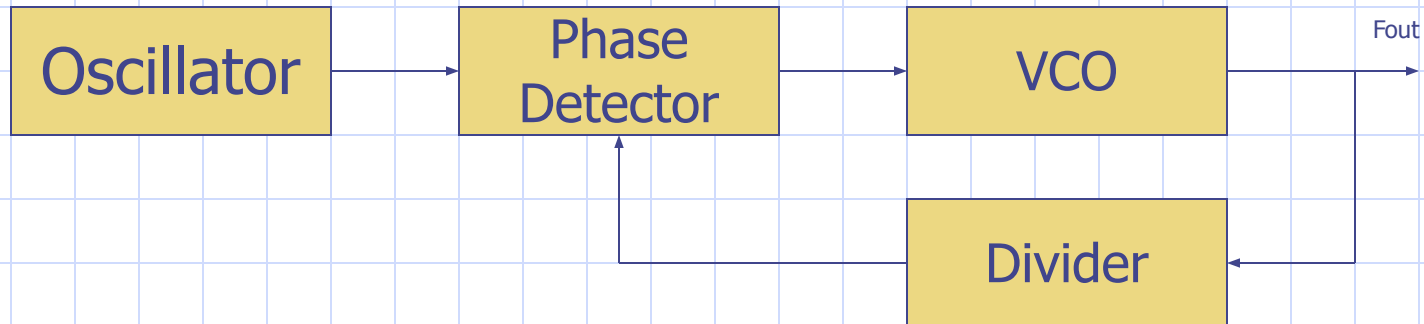 Oscillator
Phase
Detector
VCO
Fout
Divider